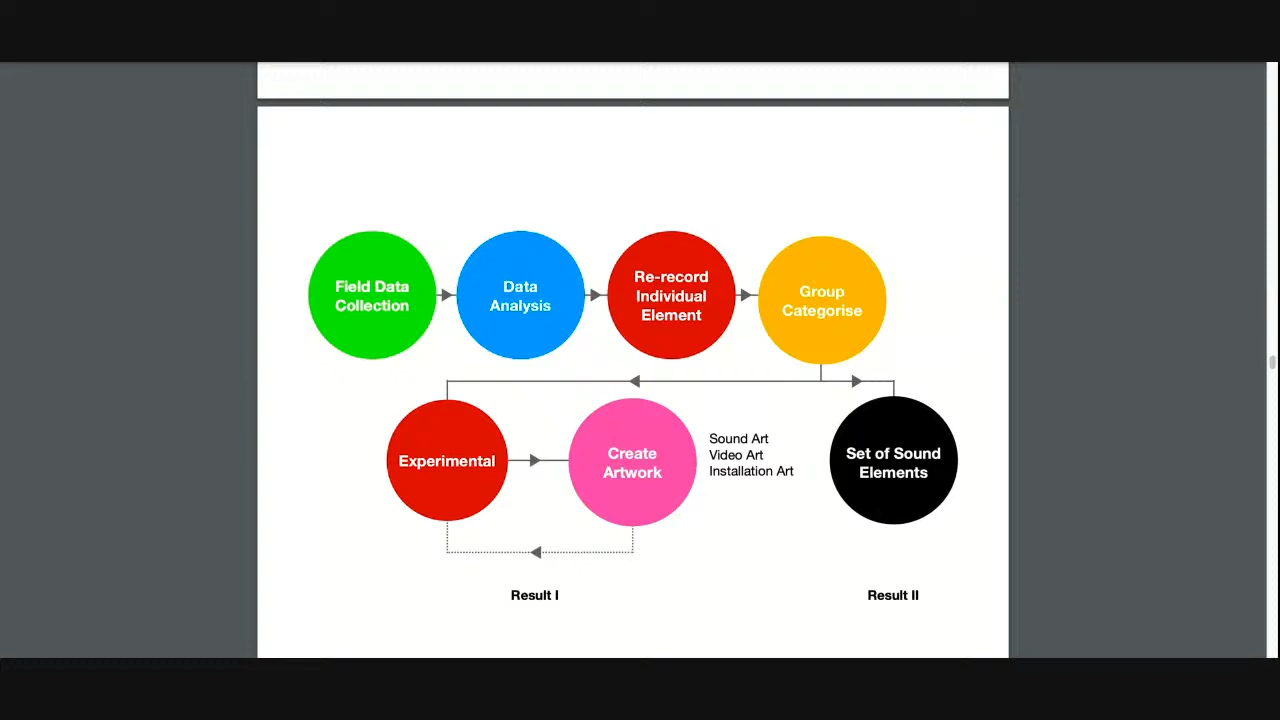 Field Data
Collection
Data
Analysis
Re-record
Individual
Element
Group
Categorise
Experimental
Create
Artwork
Sound Art
Video Art
Installation Art
Set of Sound
Elements
Result I
Result II